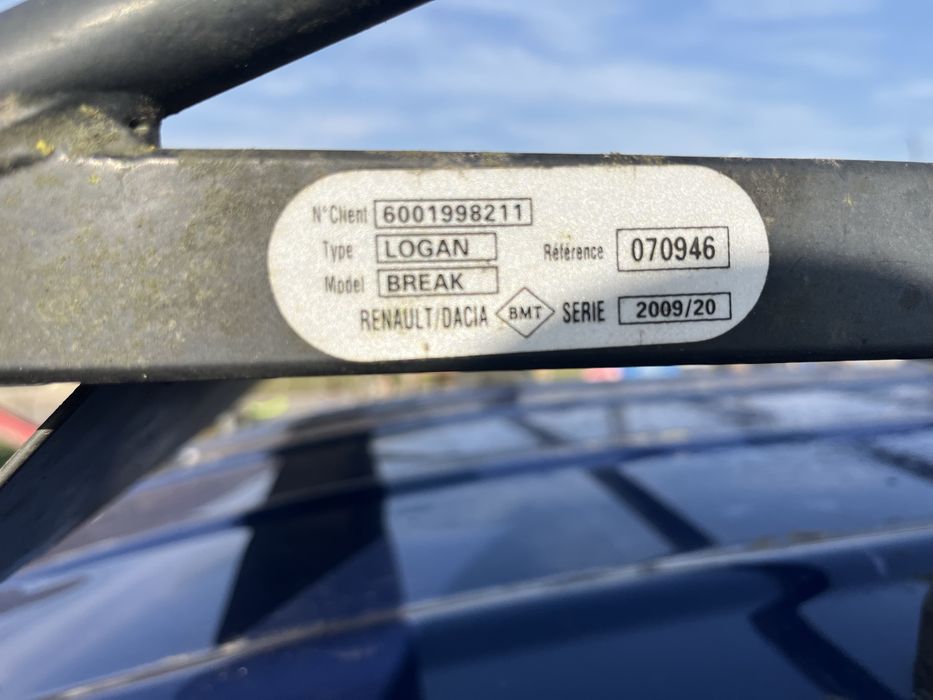 N°Client 6001998211
Type LOGAN
Référence 070946
Model BREAK
RENAULT/DACIA BMT SERIE 2009/20